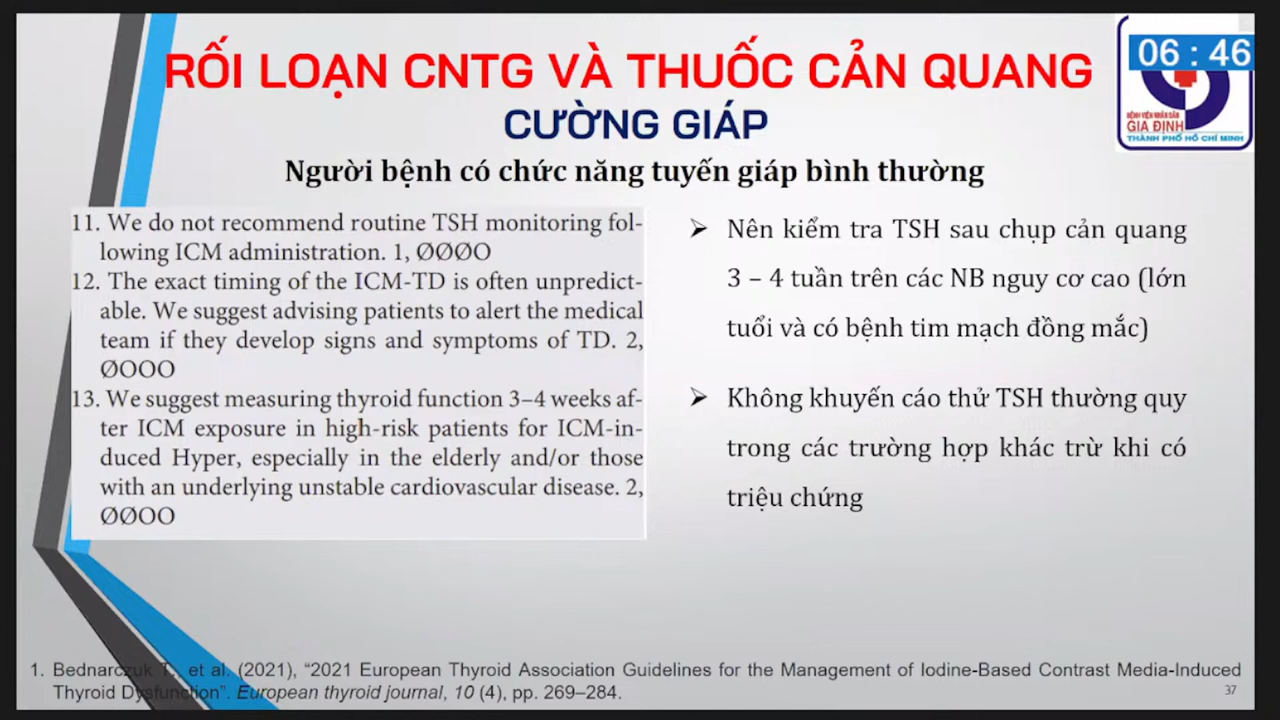 RỐI LOẠN CNTG VÀ THUỐC CẢN QUANG
06 : 46
CƯỜNG GIÁP
BỆNH VIỆN NHÂN DÂN
GIA ĐỊNH
THÀNH PHỐ HỒ CHÍ MINH
Người bệnh có chức năng tuyến giáp bình thường
11. We do not recommend routine TSH monitoring fol-
lowing ICM administration. 1, ØØØO
12. The exact timing of the ICM-TD is often unpredict-
able. We suggest advising patients to alert the medical
team if they develop signs and symptoms of TD. 2,
ØOOO
13. We suggest measuring thyroid function 3–4 weeks af-
ter ICM exposure in high-risk patients for ICM-in-
duced Hyper, especially in the elderly and/or those
with an underlying unstable cardiovascular disease. 2,
ØØOO
➢ Nên kiểm tra TSH sau chụp cản quang
3 – 4 tuần trên các NB nguy cơ cao (lớn
tuổi và có bệnh tim mạch đồng mắc)
➢ Không khuyến cáo thử TSH thường quy
trong các trường hợp khác trừ khi có
triệu chứng
1. Bednarczuk T., et al. (2021), “2021 European Thyroid Association Guidelines for the Management of Iodine-Based Contrast Media-Induced
Thyroid Dysfunction”. European thyroid journal, 10 (4), pp. 269–284.
37